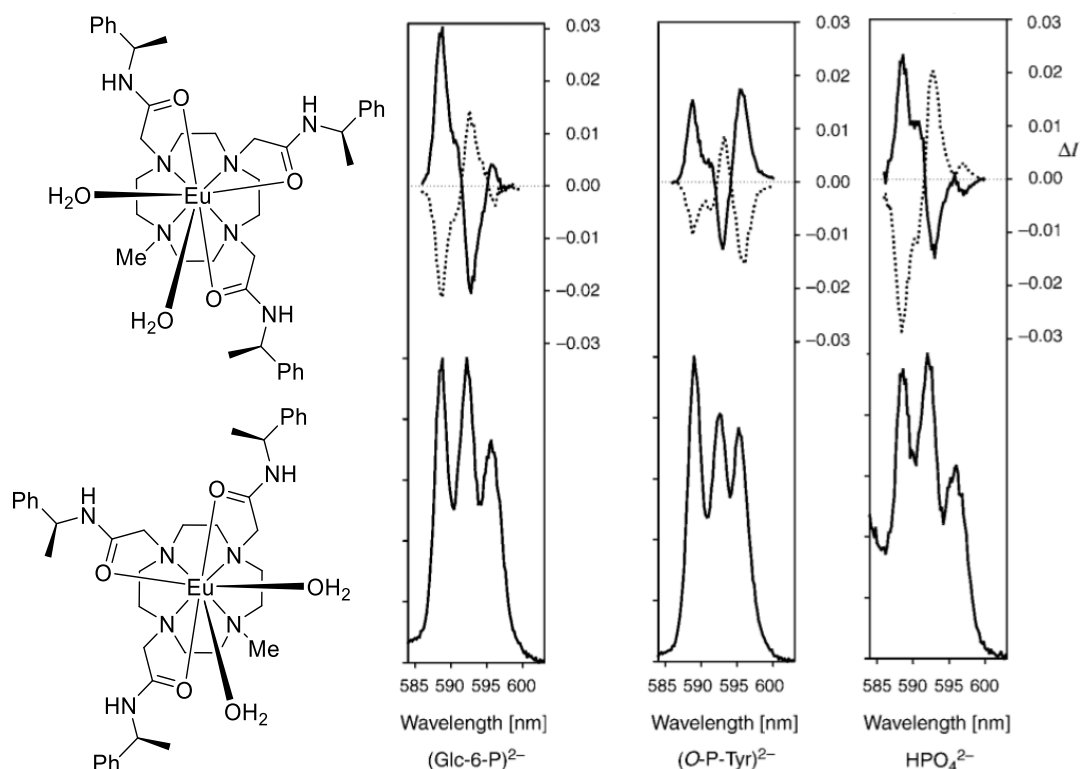 Ph
HN
O
H
N
Ph
O
N
N
H₂O
Eu
N
N
Me
O
H₂O
NH
Ph
Ph
NH
O
H
N
Ph
O
N
N
Eu
OH₂
N
N
Me
O
OH₂
HN
Ph
0.03
0.02
0.01
0.00
−0.01
−0.02
−0.03
585 590 595 600
Wavelength [nm]
(Glc-6-P)²⁻
0.03
0.02
0.01
0.00
−0.01
−0.02
−0.03
585 590 595 600
Wavelength [nm]
(O-P-Tyr)²⁻
0.03
0.02
0.01
ΔI
0.00
−0.01
−0.02
−0.03
585 590 595 600
Wavelength [nm]
HPO₄²⁻